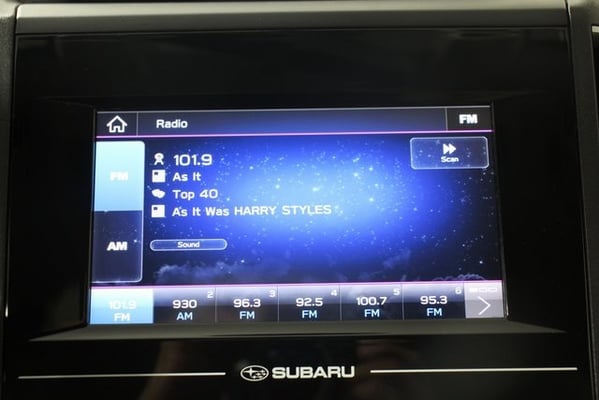 Radio
FM
101.9
Scan
FM
As It
Top 40
As It Was HARRY STYLES
AM
Sound
2 3 4 5 6
101.9 930 96.3 92.5 100.7 95.3
FM AM FM FM FM FM
SUBARU